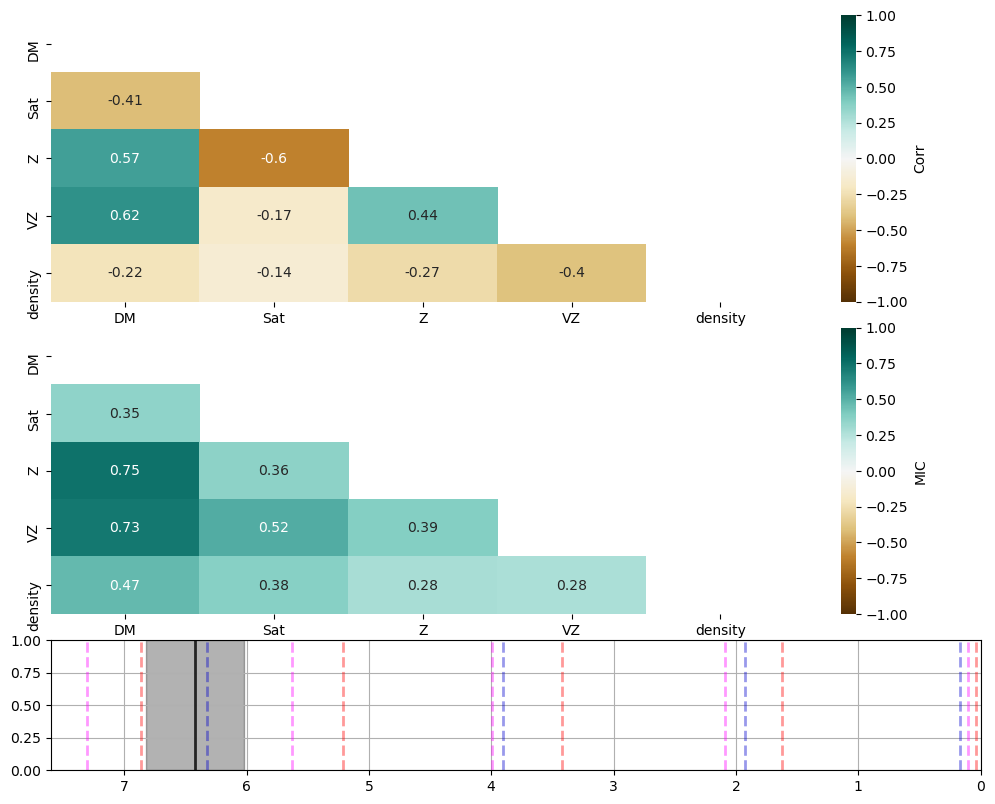 DM
Sat
-0.41
Z
0.57 -0.6
VZ
0.62 -0.17 0.44
density
-0.22 -0.14 -0.27 -0.4
DM Sat Z VZ density
1.00
0.75
0.50
0.25
0.00
−0.25
−0.50
−0.75
−1.00
Corr
DM
Sat
0.35
Z
0.75 0.36
VZ
0.73 0.52 0.39
density
0.47 0.38 0.28 0.28
DM Sat Z VZ density
1.00
0.75
0.50
0.25
0.00
−0.25
−0.50
−0.75
−1.00
MIC
1.00
0.75
0.50
0.25
0.00
7 6 5 4 3 2 1 0